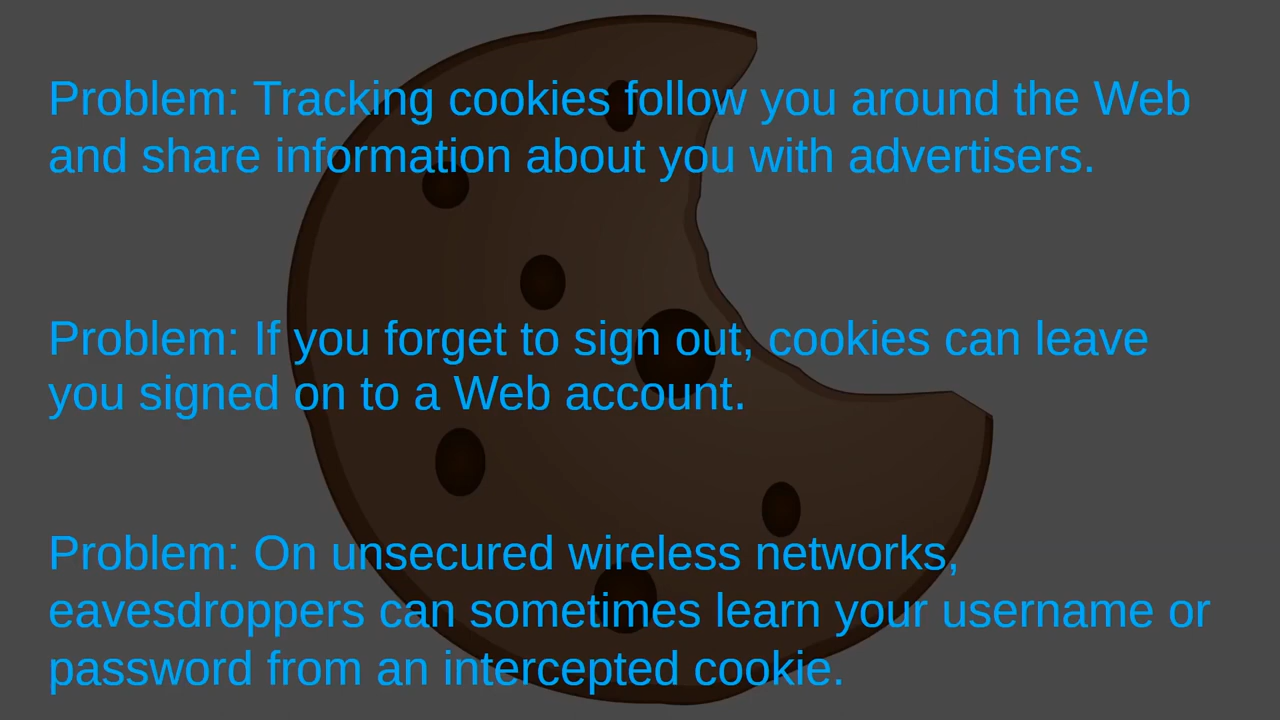 Problem: Tracking cookies follow you around the Web
and share information about you with advertisers.
Problem: If you forget to sign out, cookies can leave
you signed on to a Web account.
Problem: On unsecured wireless networks,
eavesdroppers can sometimes learn your username or
password from an intercepted cookie.